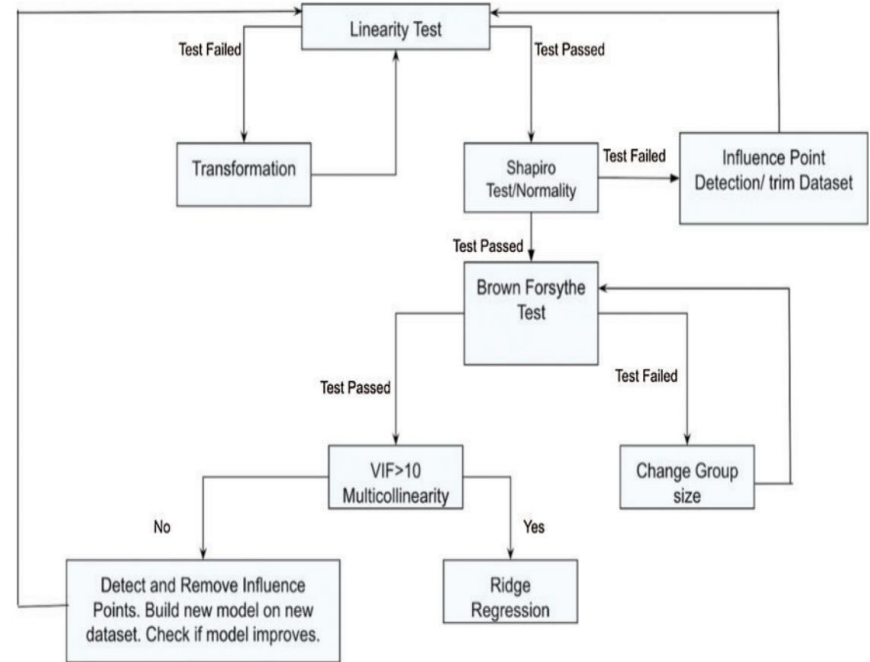 Linearity Test
Test Failed
Test Passed
Transformation
Shapiro
Test/Normality
Test Failed
Influence Point
Detection/ trim Dataset
Test Passed
Brown Forsythe
Test
Test Passed
Test Failed
VIF>10
Multicollinearity
Change Group
size
No
Yes
Detect and Remove Influence
Points. Build new model on new
dataset. Check if model improves.
Ridge
Regression